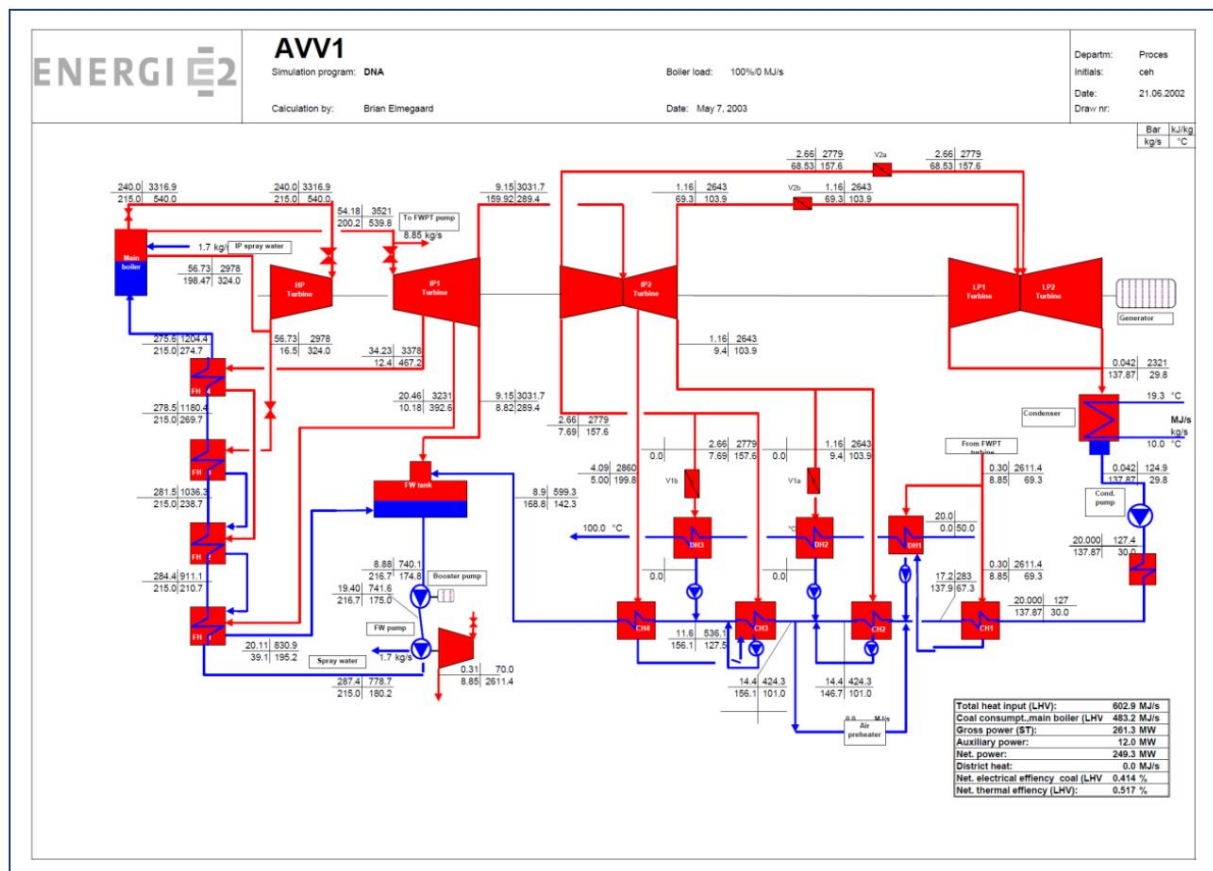 ENERGI E2
AVV1
Simulation program: DNA
Boiler load: 100%/0 MJ/s
Calculation by: Brian Elmegaard
Date: May 7, 2003
Departm: Proces
Initials: ceh
Date: 21.06.2002
Draw nr:
Bar kJ/kg
kg/s °C
2.66 2779
68.53 157.6
V2a
2.66 2779
68.53 157.6
240.0 3316.9
215.0 540.0
240.0 3316.9
215.0 540.0
9.15 3031.7
159.92 289.4
1.16 2643
69.3 103.9
V2b
1.16 2643
69.3 103.9
54.18 3521
200.2 539.8
To FWPT pump
8.85 kg/s
1.7 kg/s
IP spray water
Main
boiler
56.73 2978
198.47 324.0
HP
Turbine
IP1
Turbine
IP2
Turbine
LP1
Turbine
LP2
Turbine
Generator
275.6 1204.4
215.0 274.7
56.73 2978
16.5 324.0
34.23 3378
12.4 467.2
1.16 2643
9.4 103.9
0.042 2321
137.87 29.8
20.46 3231
10.18 392.6
9.15 3031.7
8.82 289.4
19.3 °C
Condenser
MJ/s
kg/s
10.0 °C
278.5 1180.4
215.0 269.7
2.66 2779
7.69 157.6
2.66 2779
0.0 7.69 157.6
1.16 2643
0.0 9.4 103.9
From FWPT
turbine
0.30 2611.4
8.85 69.3
0.042 124.9
137.87 29.8
4.09 2860
5.00 199.8
V1b
V1a
FW tank
281.5 1036.3
215.0 238.7
8.9 599.3
168.8 142.3
Cond.
pump
100.0 °C
DH3
°C
DH2
DH1
20.0
0.0 50.0
20.000 127.4
137.87 30.0
8.88 740.1
216.7 174.8
Booster pump
0.0
0.0
284.4 911.1
215.0 210.7
19.40 741.6
216.7 175.0
17.2 283
137.9 67.3
0.30 2611.4
8.85 69.3
20.000 127
137.87 30.0
FW pump
CH4
CH3
CH2
CH1
20.11 830.9
39.1 195.2
Spray water
1.7 kg/s
11.6 536.1
156.1 127.5
287.4 778.7
215.0 180.2
0.31 70.0
8.85 2611.4
14.4 424.3
156.1 101.0
14.4 424.3
146.7 101.0
0.0 MJ/s
Air
preheater
Total heat input (LHV): 602.9 MJ/s
Coal consumpt.,main boiler (LHV 483.2 MJ/s
Gross power (ST): 261.3 MW
Auxiliary power: 12.0 MW
Net. power: 249.3 MW
District heat: 0.0 MJ/s
Net. electrical effiency coal (LHV 0.414 %
Net. thermal effiency (LHV): 0.517 %